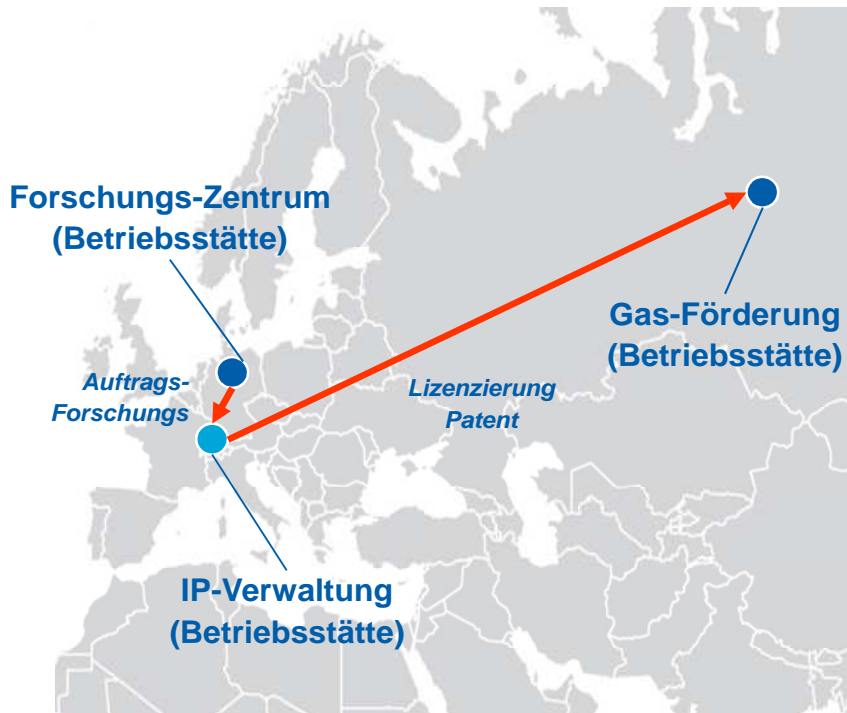 Forschungs-Zentrum
(Betriebsstätte)
Gas-Förderung
(Betriebsstätte)
Auftrags-
Forschungs
Lizenzierung
Patent
IP-Verwaltung
(Betriebsstätte)